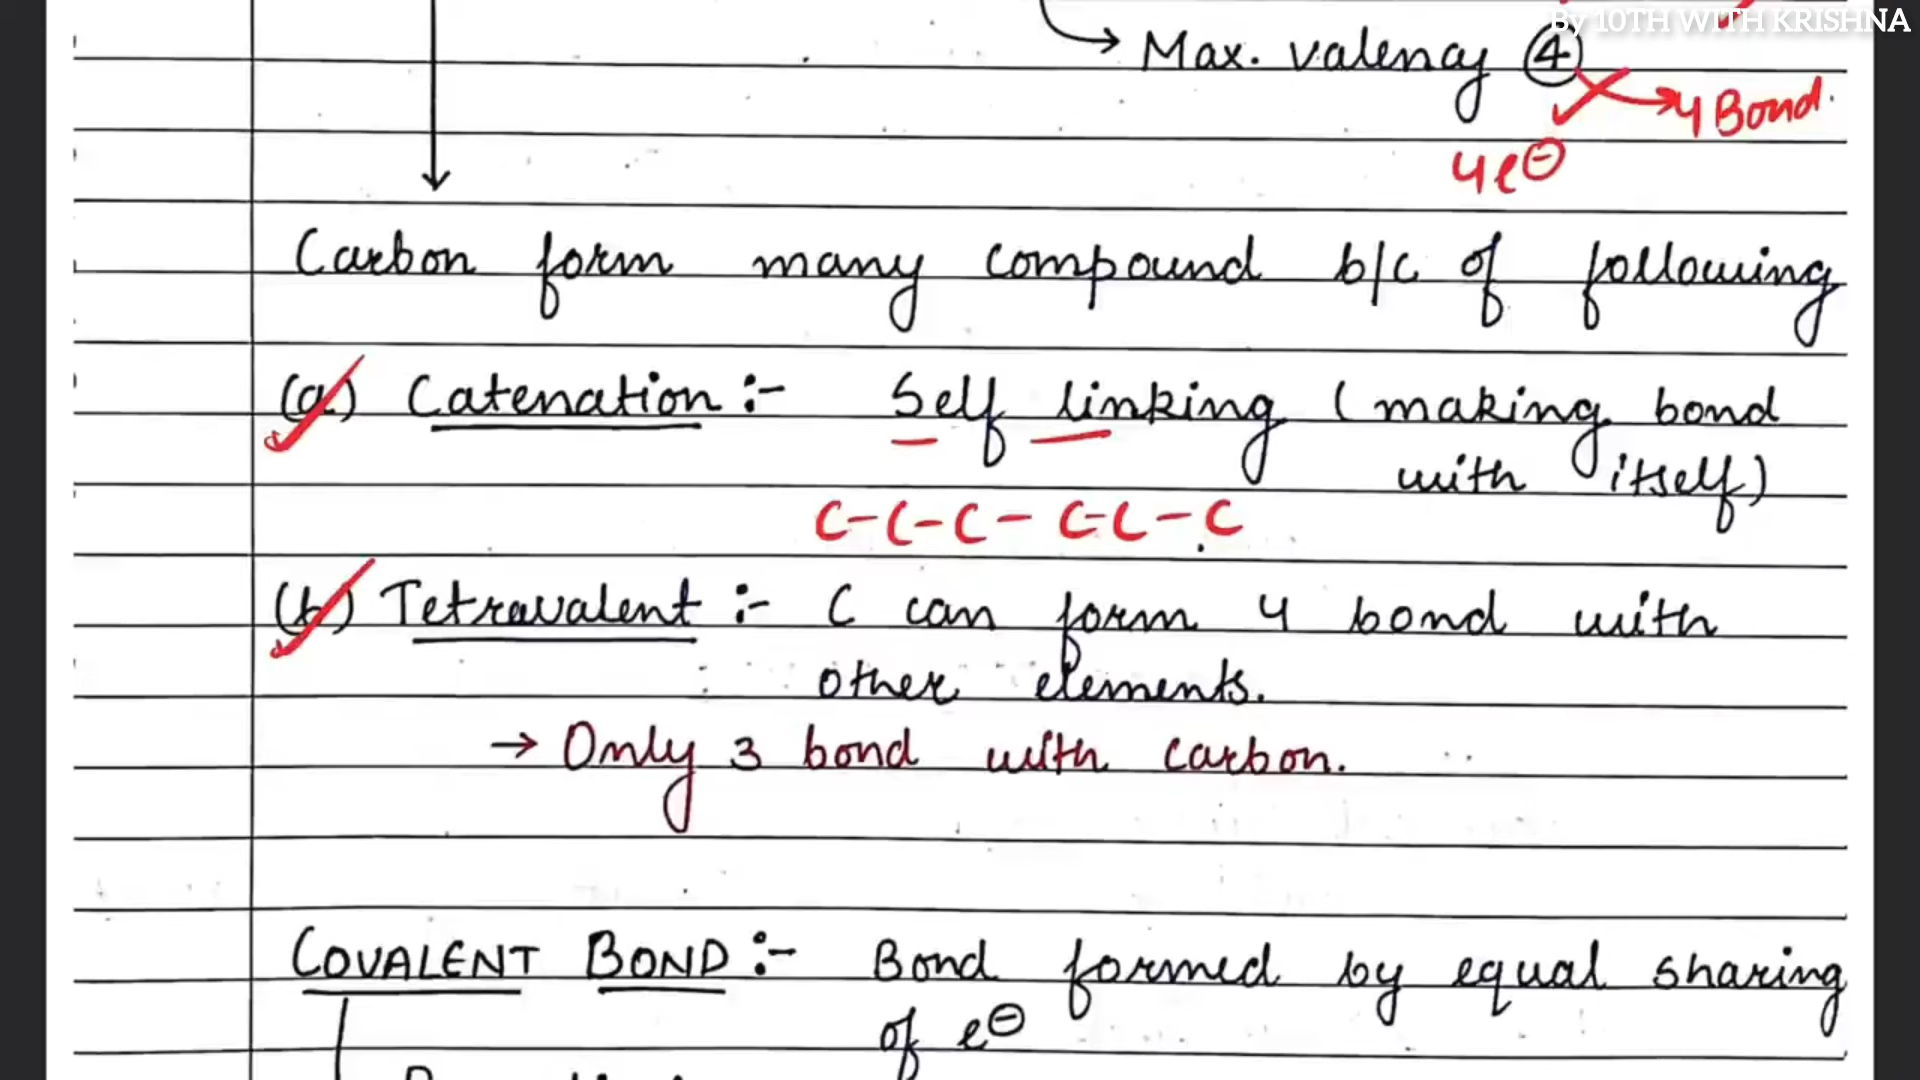 By 10TH WITH KRISHNA
Max. valency 4
4 Bond
4e⊖
Carbon form many compound b/c of following
(a) Catenation :- Self linking (making bond
with itself)
C-C-C-C-C-C
(b) Tetravalent :- C can form 4 bond with
other elements.
→ Only 3 bond with carbon.
COVALENT BOND :- Bond formed by equal sharing
of e⊖